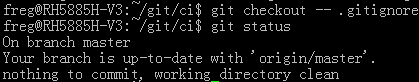 freg@RH5885H-V3:~/git/ci$ git checkout -- .gitignore
freg@RH5885H-V3:~/git/ci$ git status
On branch master
Your branch is up-to-date with 'origin/master'.
nothing to commit, working directory clean